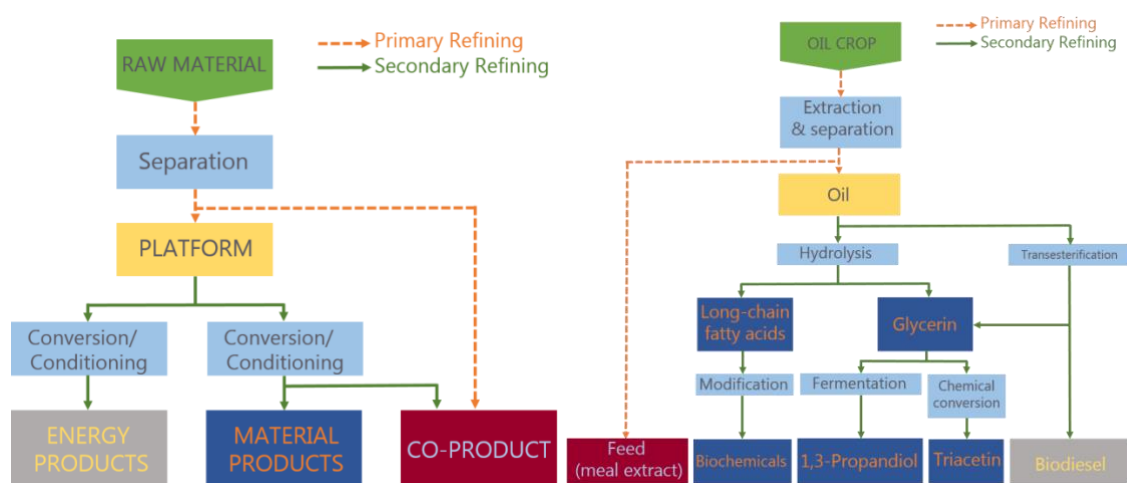 RAW MATERIAL
Primary Refining
Secondary Refining
Separation
PLATFORM
Conversion/
Conditioning
Conversion/
Conditioning
ENERGY
PRODUCTS
MATERIAL
PRODUCTS
CO-PRODUCT
OIL CROP
Primary Refining
Secondary Refining
Extraction
& separation
Oil
Hydrolysis
Transesterification
Long-chain
fatty acids
Glycerin
Modification
Fermentation
Chemical
conversion
Feed
(meal extract)
Biochemicals
1,3-Propandiol
Triacetin
Biodiesel